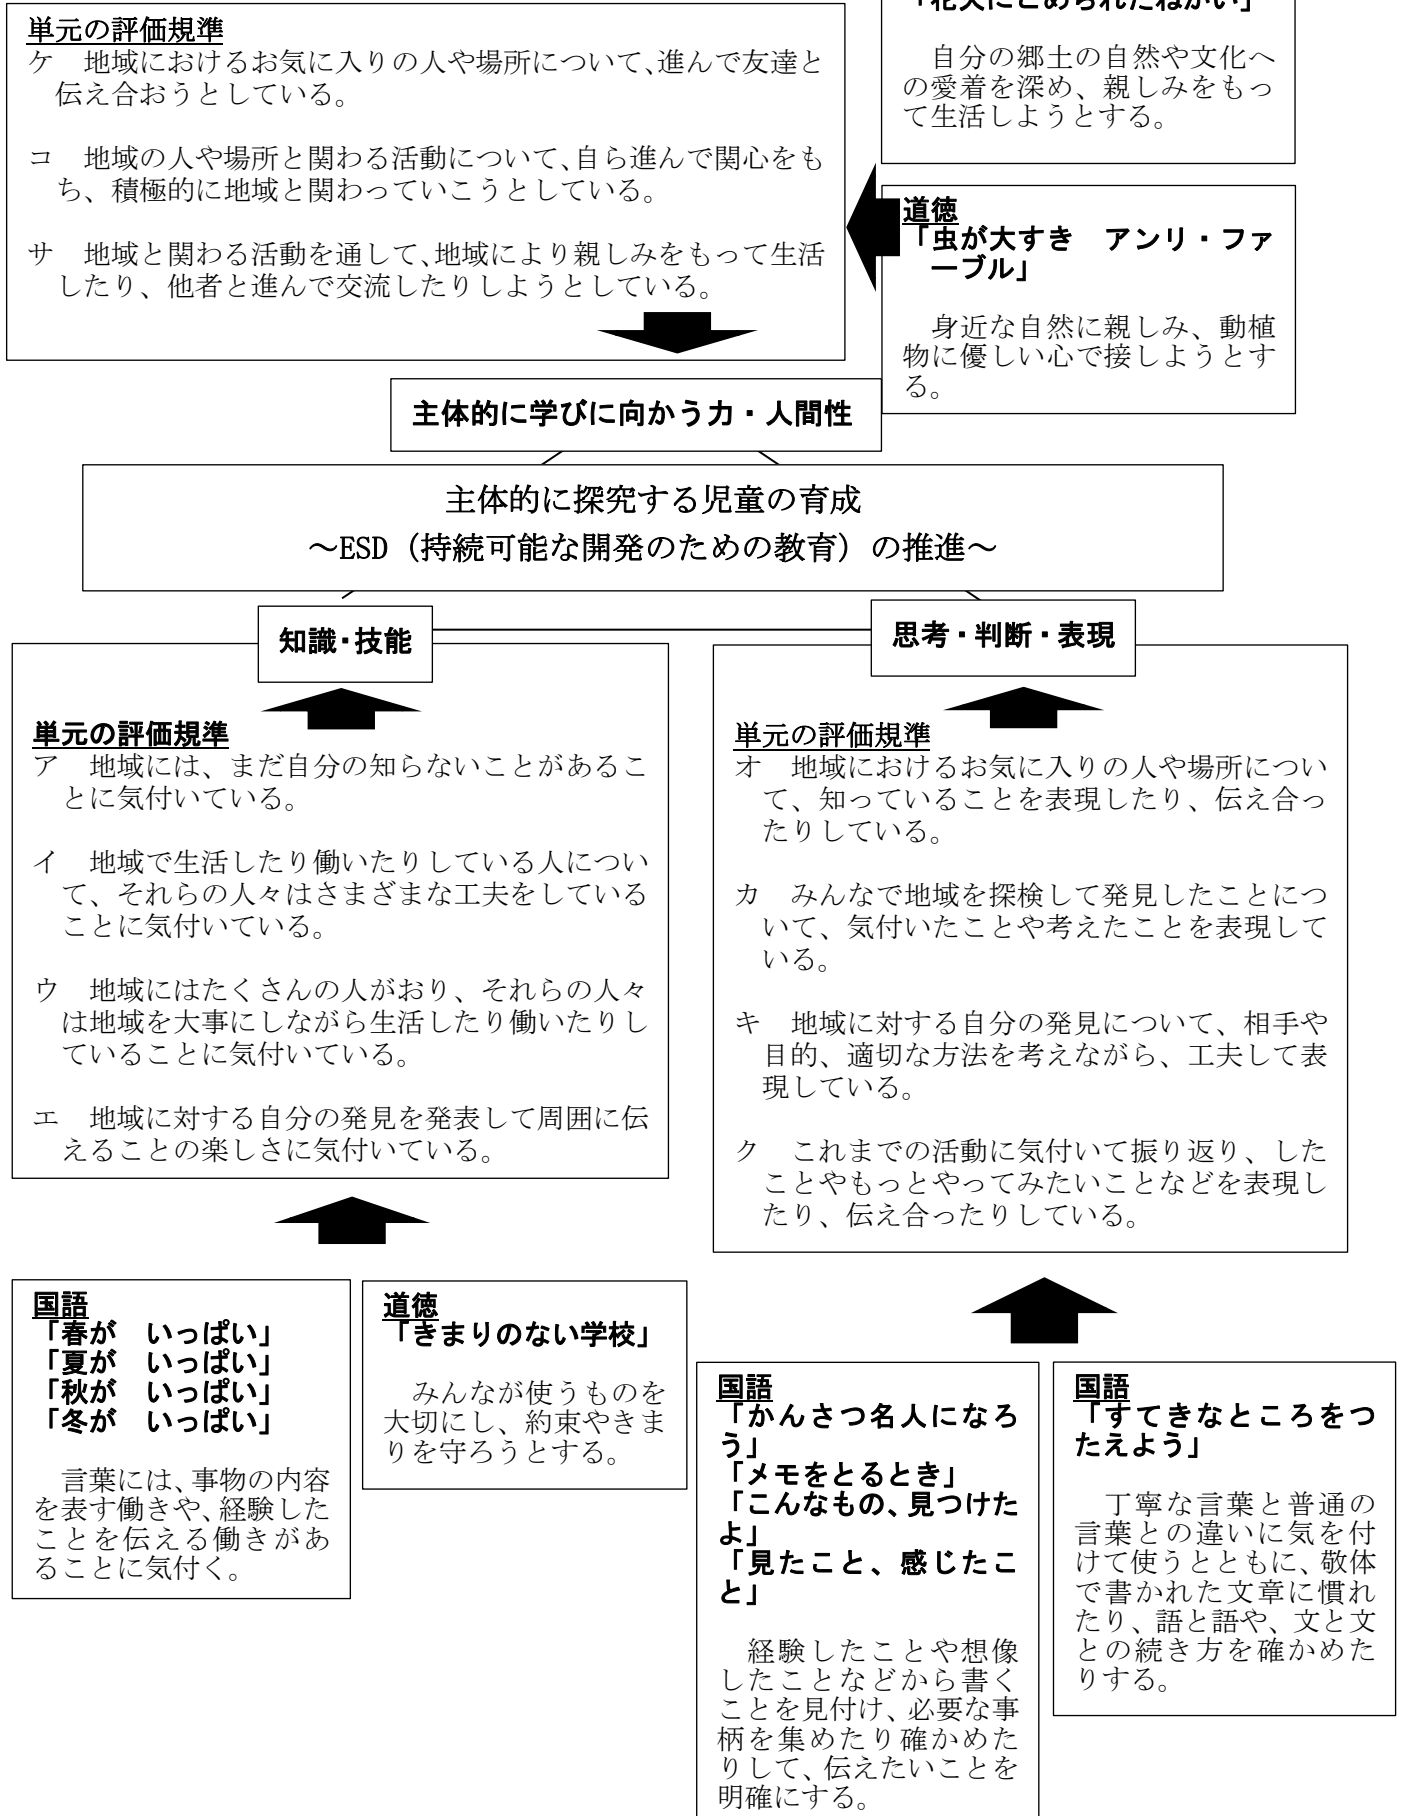 単元の評価規準
ケ　地域におけるお気に入りの人や場所について、進んで友達と
伝え合おうとしている。
コ　地域の人や場所と関わる活動について、自ら進んで関心をも
ち、積極的に地域と関わっていこうとしている。
サ　地域と関わる活動を通して、地域により親しみをもって生活
したり、他者と進んで交流したりしようとしている。
「花火にこめられたねがい」
自分の郷土の自然や文化へ
の愛着を深め、親しみをもっ
て生活しようとする。
道徳
「虫が大すき　アンリ・ファ
ーブル」
身近な自然に親しみ、動植
物に優しい心で接しようとす
る。
主体的に学びに向かう力・人間性
主体的に探究する児童の育成
～ESD（持続可能な開発のための教育）の推進～
知識・技能
思考・判断・表現
単元の評価規準
ア　地域には、まだ自分の知らないことがあるこ
とに気付いている。
イ　地域で生活したり働いたりしている人につい
て、それらの人々はさまざまな工夫をしている
ことに気付いている。
ウ　地域にはたくさんの人がおり、それらの人々
は地域を大事にしながら生活したり働いたりし
ていることに気付いている。
エ　地域に対する自分の発見を発表して周囲に伝
えることの楽しさに気付いている。
単元の評価規準
オ　地域におけるお気に入りの人や場所につい
て、知っていることを表現したり、伝え合っ
たりしている。
カ　みんなで地域を探検して発見したことにつ
いて、気付いたことや考えたことを表現して
いる。
キ　地域に対する自分の発見について、相手や
目的、適切な方法を考えながら、工夫して表
現している。
ク　これまでの活動に気付いて振り返り、した
ことやもっとやってみたいことなどを表現し
たり、伝え合ったりしている。
国語
「春が　いっぱい」
「夏が　いっぱい」
「秋が　いっぱい」
「冬が　いっぱい」
言葉には、事物の内容
を表す働きや、経験した
ことを伝える働きがあ
ることに気付く。
道徳
「きまりのない学校」
みんなが使うものを
大切にし、約束やきま
りを守ろうとする。
国語
「かんさつ名人になろ
う」
「メモをとるとき」
「こんなもの、見つけた
よ」
「見たこと、感じたこ
と」
経験したことや想像
したことなどから書く
ことを見付け、必要な事
柄を集めたり確かめた
りして、伝えたいことを
明確にする。
国語
「すてきなところをつ
たえよう」
丁寧な言葉と普通の
言葉との違いに気を付
けて使うとともに、敬体
で書かれた文章に慣れ
たり、語と語や、文と文
との続き方を確かめた
りする。